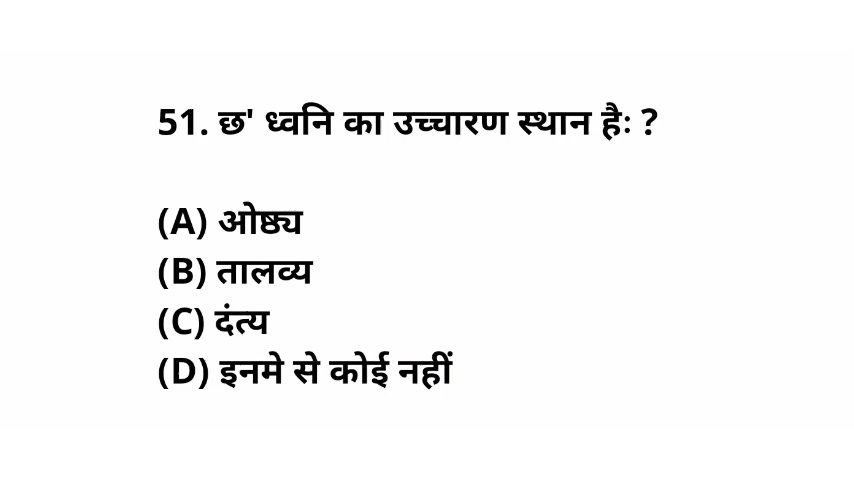 51. छ' ध्वनि का उच्चारण स्थान हैः ?
(A) ओष्ठ्य
(B) तालव्य
(C) दंत्य
(D) इनमे से कोई नहीं